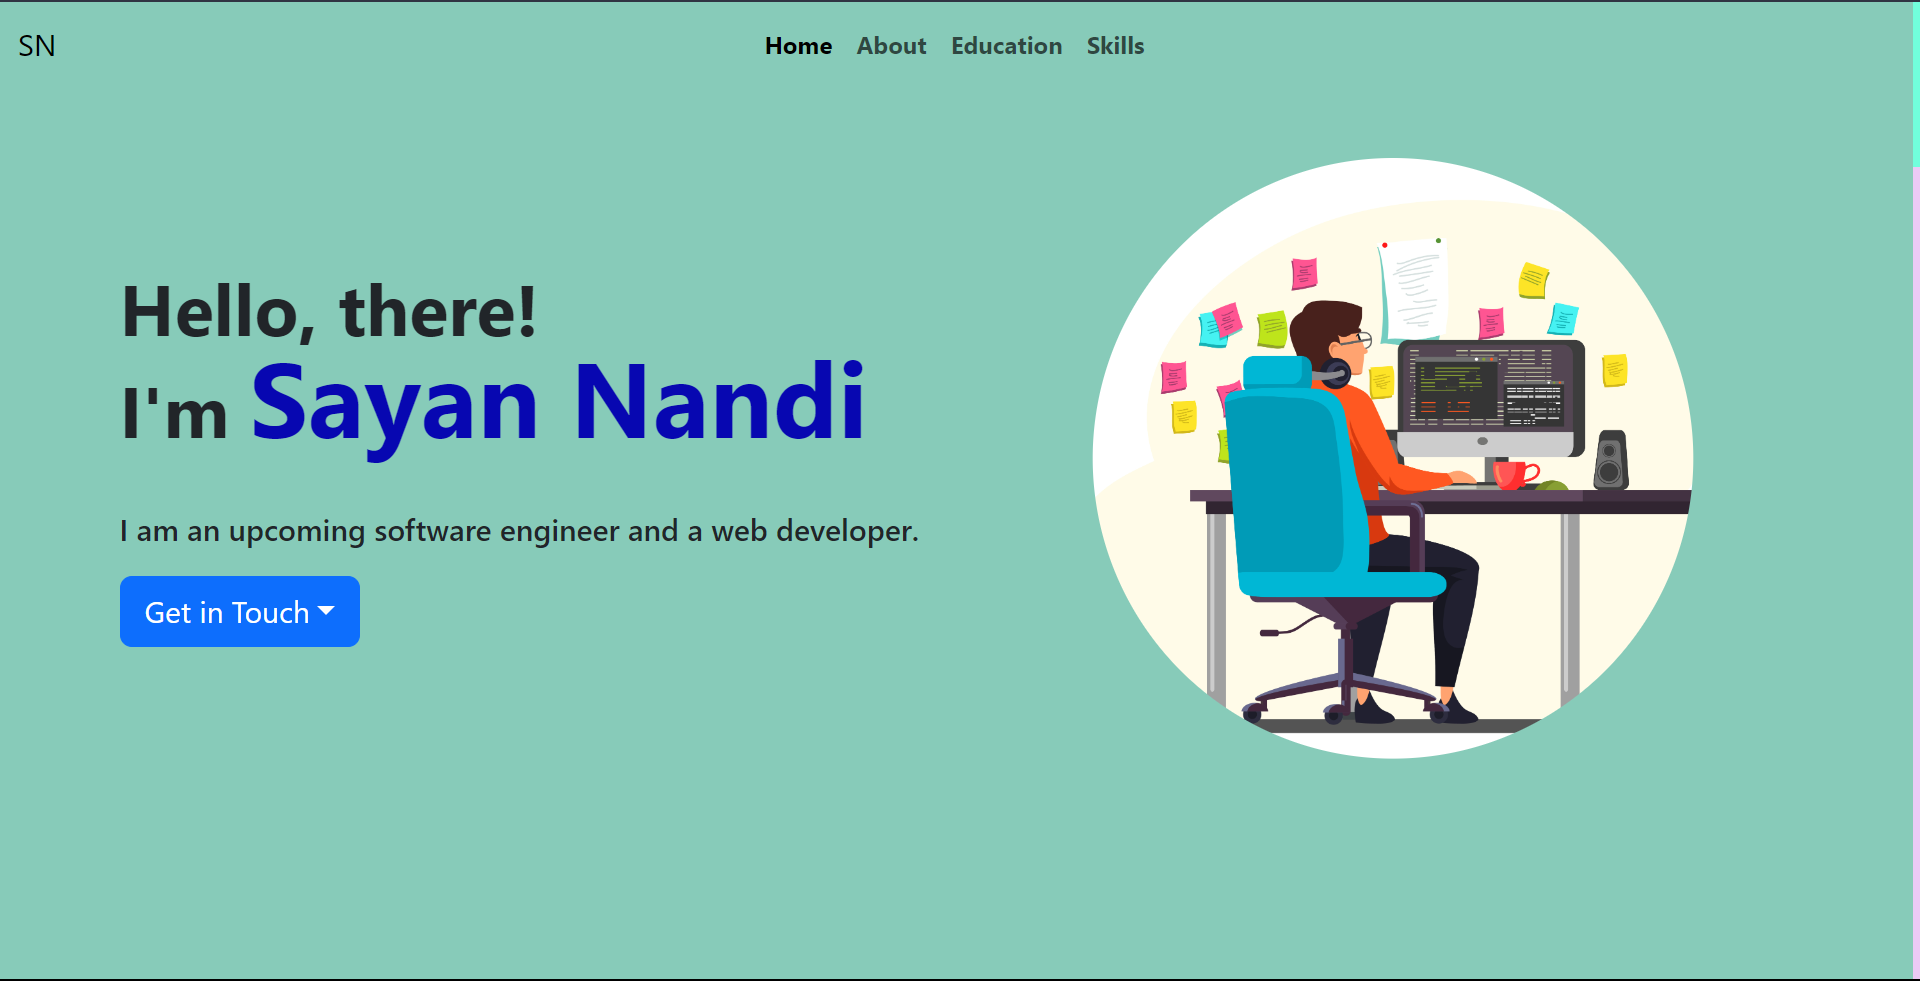 SN
Home About Education Skills
Hello, there!
I'm Sayan Nandi
I am an upcoming software engineer and a web developer.
Get in Touch